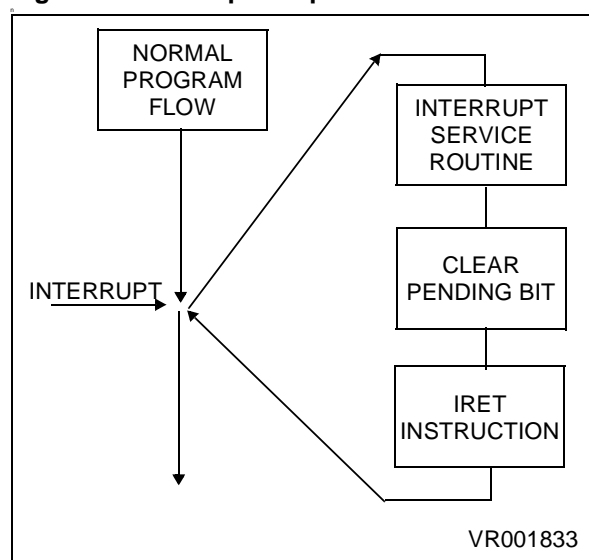 NORMAL
PROGRAM
FLOW
INTERRUPT
SERVICE
ROUTINE
INTERRUPT
CLEAR
PENDING BIT
IRET
INSTRUCTION
VR001833